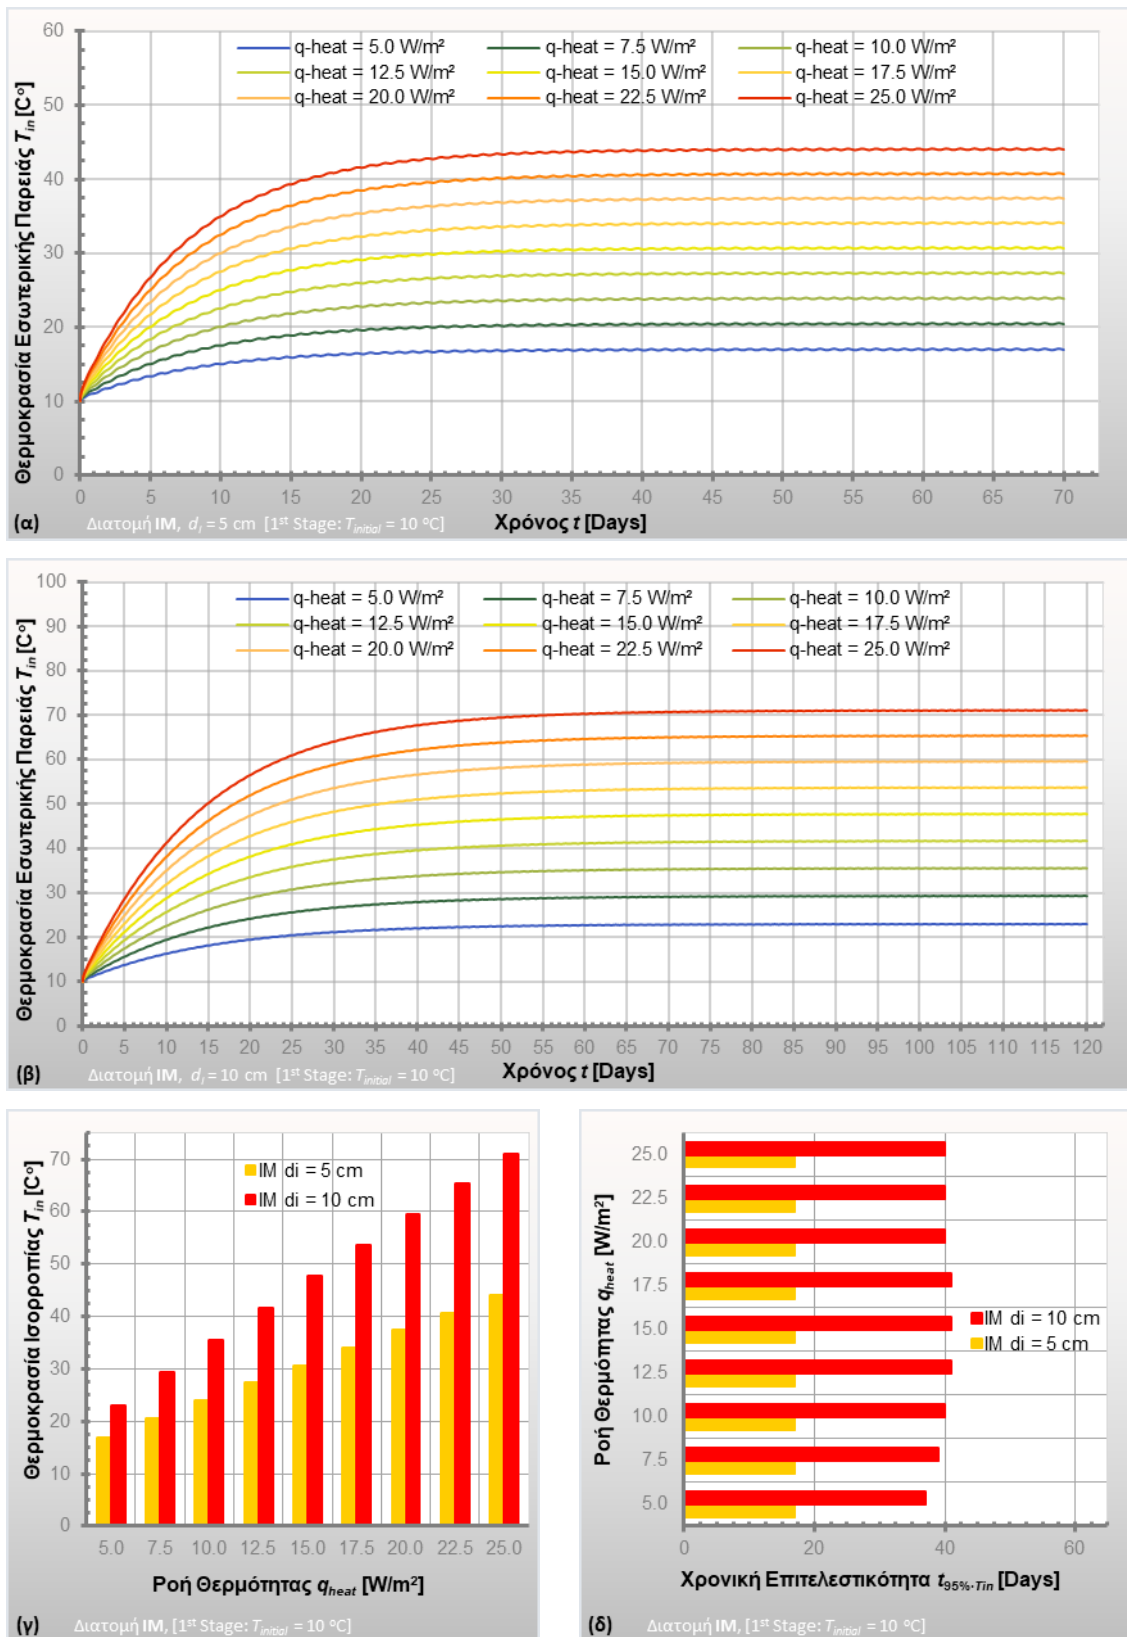 Θερμοκρασία Εσωτερικής Παρειάς T_in [C°]
60
50
40
30
20
10
0
q-heat = 5.0 W/m² q-heat = 7.5 W/m² q-heat = 10.0 W/m²
q-heat = 12.5 W/m² q-heat = 15.0 W/m² q-heat = 17.5 W/m²
q-heat = 20.0 W/m² q-heat = 22.5 W/m² q-heat = 25.0 W/m²
0 5 10 15 20 25 30 35 40 45 50 55 60 65 70
(α) Διατομή IM, d_i = 5 cm [1st Stage: T_initial = 10 °C] Χρόνος t [Days]
Θερμοκρασία Εσωτερικής Παρειάς T_in [C°]
100
90
80
70
60
50
40
30
20
10
0
q-heat = 5.0 W/m² q-heat = 7.5 W/m² q-heat = 10.0 W/m²
q-heat = 12.5 W/m² q-heat = 15.0 W/m² q-heat = 17.5 W/m²
q-heat = 20.0 W/m² q-heat = 22.5 W/m² q-heat = 25.0 W/m²
0 5 10 15 20 25 30 35 40 45 50 55 60 65 70 75 80 85 90 95 100 105 110 115 120
(β) Διατομή IM, d_i = 10 cm [1st Stage: T_initial = 10 °C] Χρόνος t [Days]
Θερμοκρασία Ισορροπίας T_in [C°]
70
60
50
40
30
20
10
0
IM di = 5 cm
IM di = 10 cm
5.0 7.5 10.0 12.5 15.0 17.5 20.0 22.5 25.0
Ροή Θερμότητας q_heat [W/m²]
(γ) Διατομή IM, [1st Stage: T_initial = 10 °C]
Ροή Θερμότητας q_heat [W/m²]
25.0
22.5
20.0
17.5
15.0
12.5
10.0
7.5
5.0
IM di = 10 cm
IM di = 5 cm
0 20 40 60
Χρονική Επιτελεστικότητα t_95%-Tin [Days]
(δ) Διατομή IM, [1st Stage: T_initial = 10 °C]